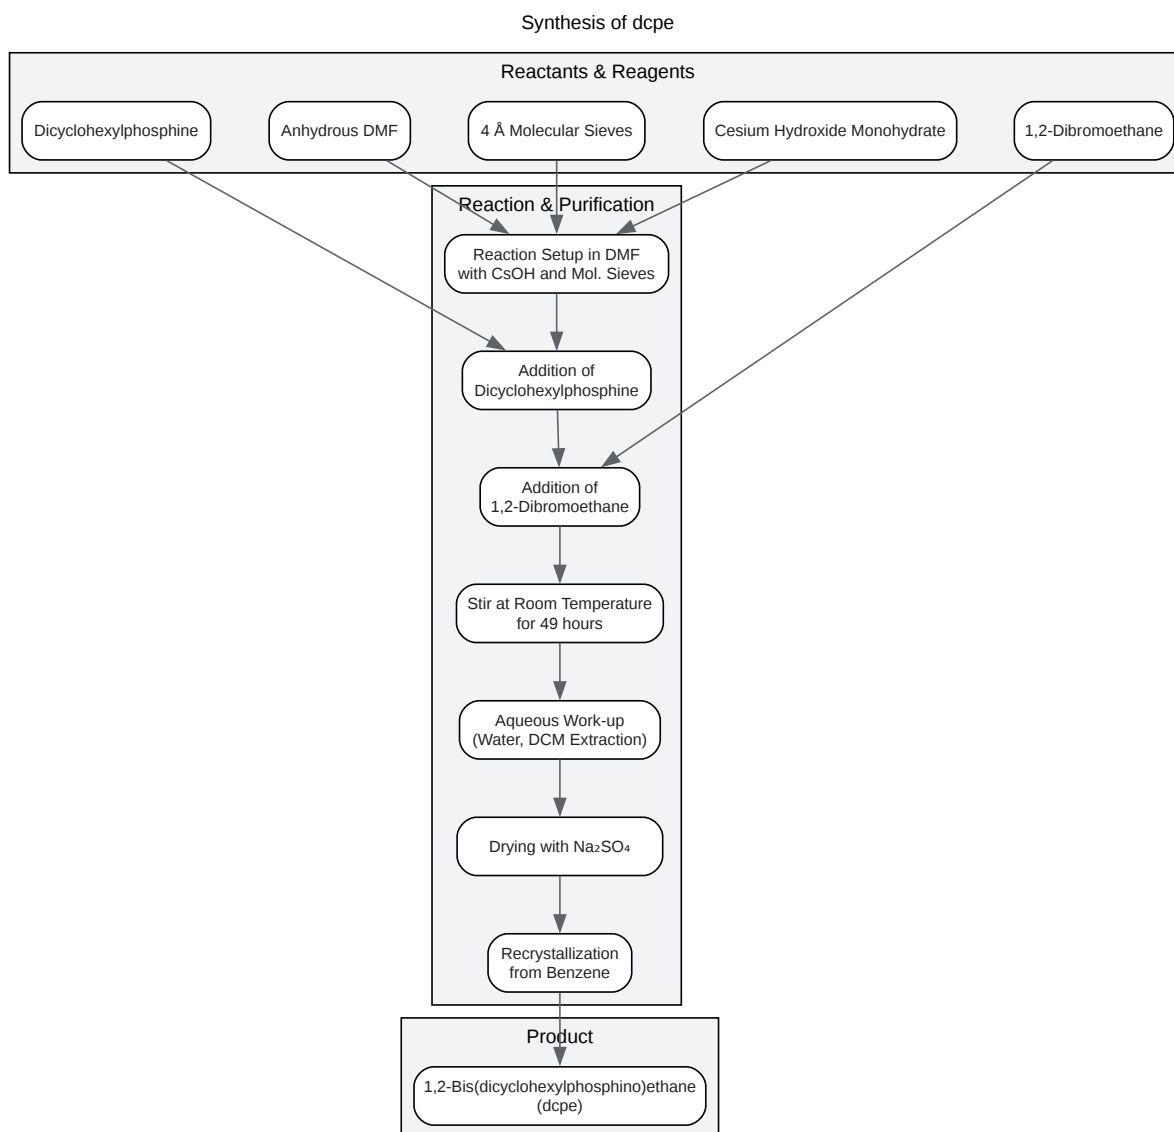 Synthesis of dcpe
Reactants & Reagents
Dicyclohexylphosphine
Anhydrous DMF
4 Å Molecular Sieves
Cesium Hydroxide Monohydrate
1,2-Dibromoethane
Reaction & Purification
Reaction Setup in DMF
with CsOH and Mol. Sieves
Addition of
Dicyclohexylphosphine
Addition of
1,2-Dibromoethane
Stir at Room Temperature
for 49 hours
Aqueous Work-up
(Water, DCM Extraction)
Drying with Na₂SO₄
Recrystallization
from Benzene
Product
1,2-Bis(dicyclohexylphosphino)ethane
(dcpe)